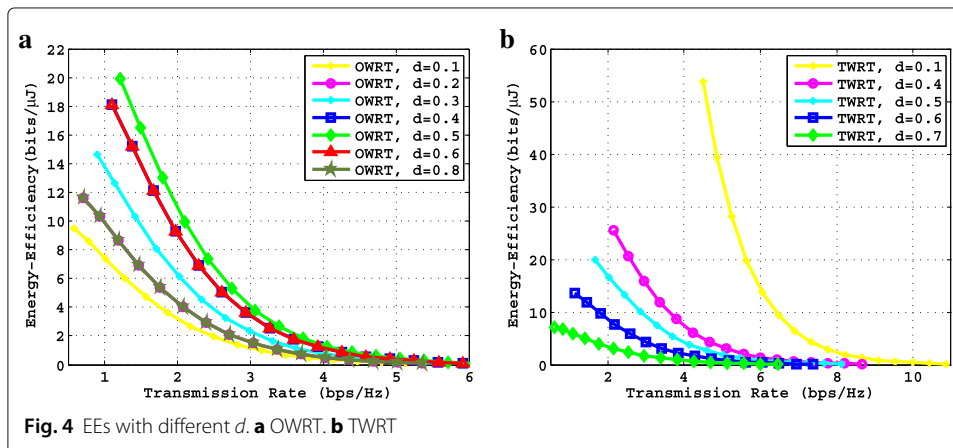 a
Energy-Efficiency(bits/μJ)
20
18
16
14
12
10
8
6
4
2
0
1 2 3 4 5 6
Transmission Rate (bps/Hz)
OWRT, d=0.1
OWRT, d=0.2
OWRT, d=0.3
OWRT, d=0.4
OWRT, d=0.5
OWRT, d=0.6
OWRT, d=0.8
b
Energy-Efficiency(bits/μJ)
60
50
40
30
20
10
0
2 4 6 8 10
Transmission Rate (bps/Hz)
TWRT, d=0.1
TWRT, d=0.4
TWRT, d=0.5
TWRT, d=0.6
TWRT, d=0.7
Fig. 4 EEs with different d. a OWRT. b TWRT